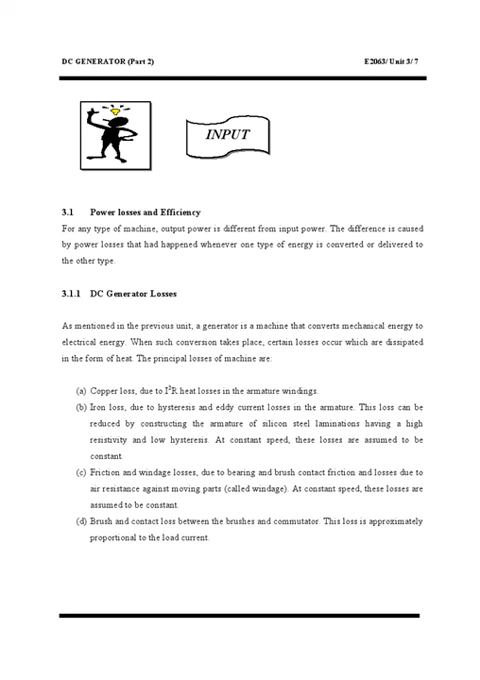 DC GENERATOR (Part 2) E2063/ Unit 3/ 7
INPUT
3.1 Power losses and Efficiency
For any type of machine, output power is different from input power. The difference is caused
by power losses that had happened whenever one type of energy is converted or delivered to
the other type.
3.1.1 DC Generator Losses
As mentioned in the previous unit, a generator is a machine that converts mechanical energy to
electrical energy. When such conversion takes place, certain losses occur which are dissipated
in the form of heat. The principal losses of machine are:
(a) Copper loss, due to I²R heat losses in the armature windings.
(b) Iron loss, due to hysteresis and eddy current losses in the armature. This loss can be
reduced by constructing the armature of silicon steel laminations having a high
resistivity and low hysteresis. At constant speed, these losses are assumed to be
constant.
(c) Friction and windage losses, due to bearing and brush contact friction and losses due to
air resistance against moving parts (called windage). At constant speed, these losses are
assumed to be constant.
(d) Brush and contact loss between the brushes and commutator. This loss is approximately
proportional to the load current.